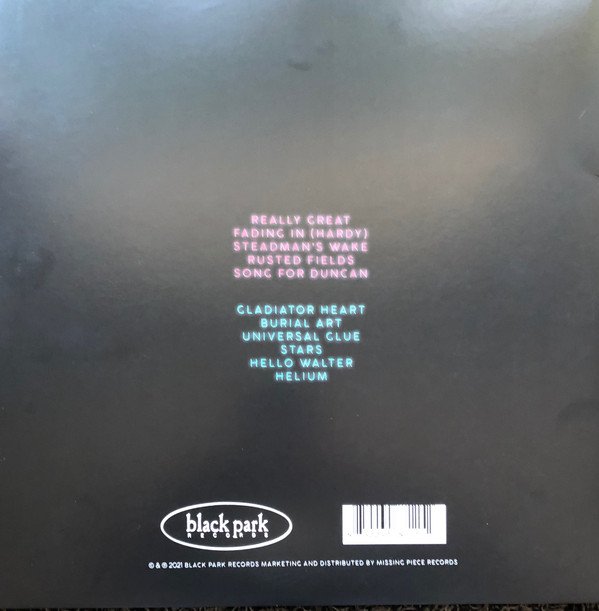 REALLY GREAT
FADING IN (HARDY)
STEADMAN'S WAKE
RUSTED FIELDS
SONG FOR DUNCAN
GLADIATOR HEART
BURIAL ART
UNIVERSAL GLUE
STARS
HELLO WALTER
HELIUM
black park
RECORDS
© & ℗ 2021 BLACK PARK RECORDS MARKETING AND DISTRIBUTED BY MISSING PIECE RECORDS